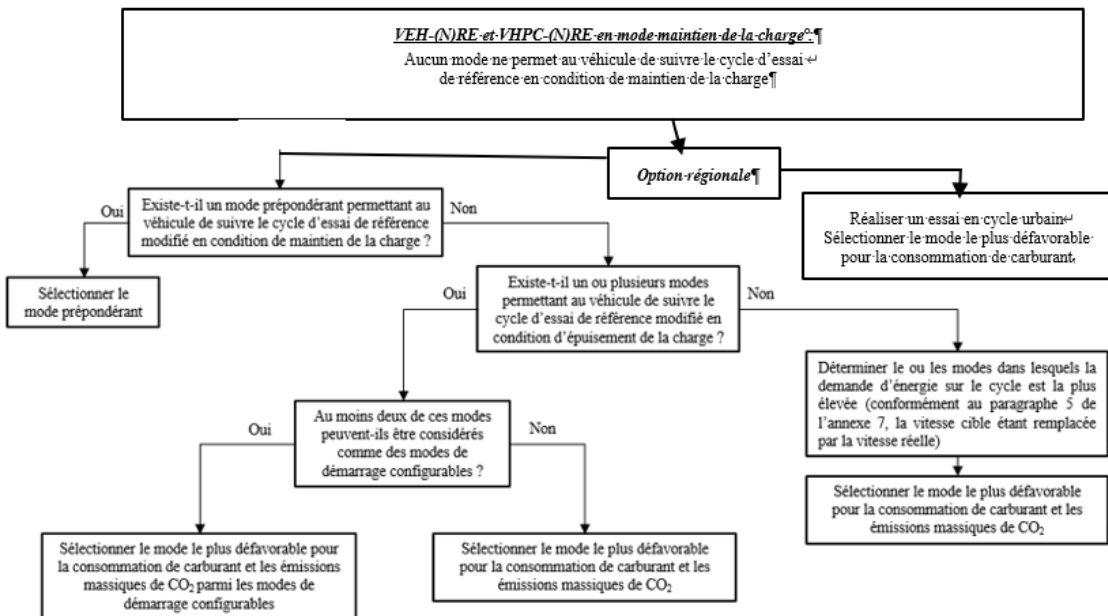 VEH-(N)RE·et·VHPC-(N)RE·en·mode·maintien·de·la·charge°:¶
Aucun·mode·ne·permet·au·véhicule·de·suivre·le·cycle·d’essai·↵
de·référence·en·condition·de·maintien·de·la·charge¶
Option·régionale¶
Oui
Existe-t-il un mode prépondérant permettant au
véhicule de suivre le cycle d’essai de référence
modifié en condition de maintien de la charge ?
Non
Réaliser·un·essai·en·cycle·urbain↵
Sélectionner·le·mode·le·plus·défavorable·
pour·la·consommation·de·carburant.
Sélectionner le
mode prépondérant
Oui
Existe-t-il un ou plusieurs modes
permettant au véhicule de suivre le
cycle d’essai de référence modifié en
condition d’épuisement de la charge ?
Non
Déterminer le ou les modes dans lesquels la
demande d’énergie sur le cycle est la plus
élevée (conformément au paragraphe 5 de
l’annexe 7, la vitesse cible étant remplacée
par la vitesse réelle)
Oui
Au moins deux de ces modes
peuvent-ils être considérés
comme des modes de
démarrage configurables ?
Non
Sélectionner le mode le plus défavorable
pour la consommation de carburant et les
émissions massiques de CO₂
Sélectionner le mode le plus défavorable pour
la consommation de carburant et les émissions
massiques de CO₂ parmi les modes de
démarrage configurables
Sélectionner le mode le plus défavorable
pour la consommation de carburant et les
émissions massiques de CO₂